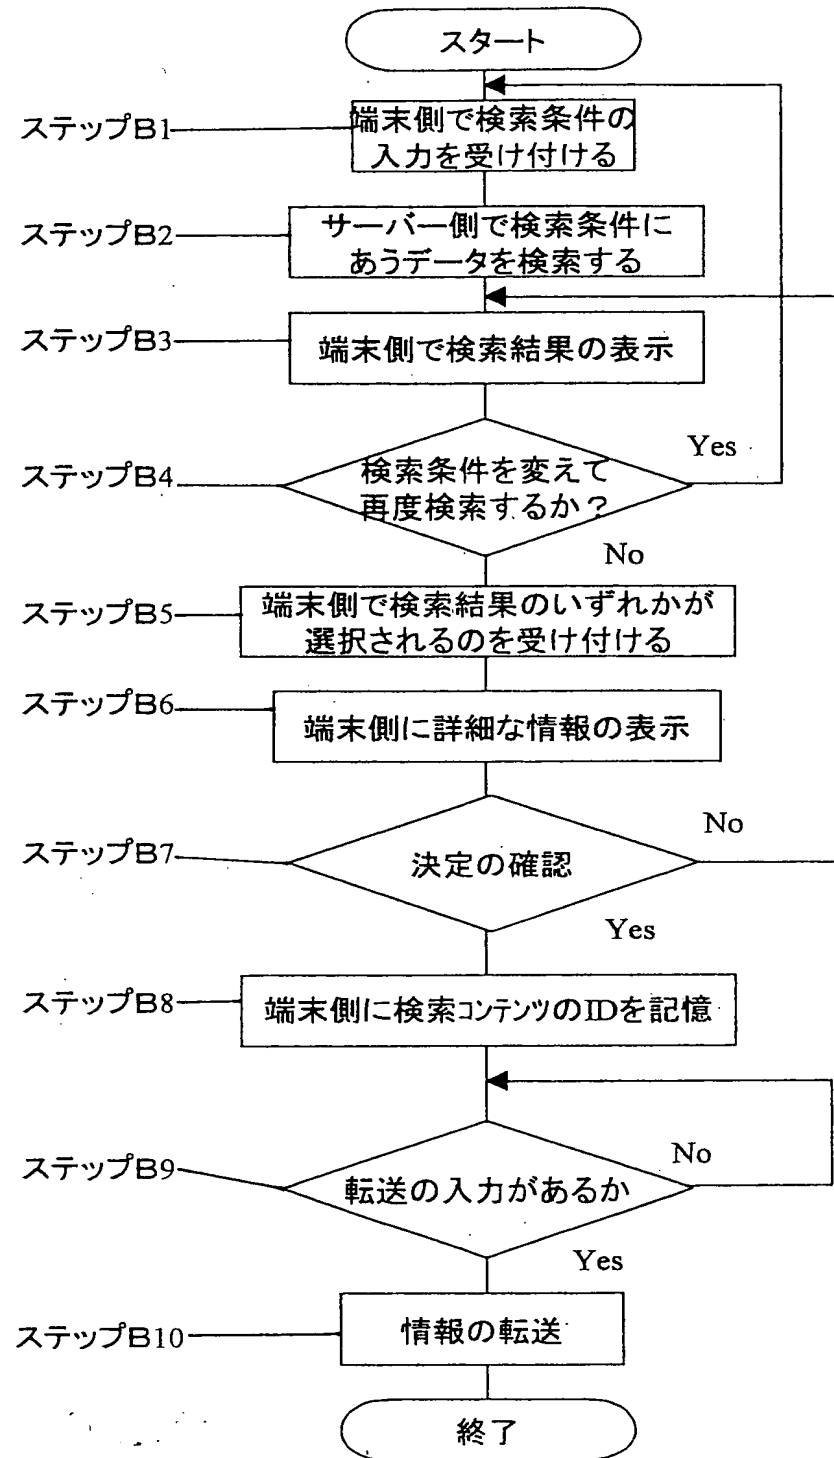 スタート
ステップB1
端末側で検索条件の
入力を受け付ける
ステップB2
サーバー側で検索条件に
あうデータを検索する
ステップB3
端末側で検索結果の表示
ステップB4
検索条件を変えて
再度検索するか?
Yes
No
ステップB5
端末側で検索結果のいずれかが
選択されるのを受け付ける
ステップB6
端末側に詳細な情報の表示
ステップB7
決定の確認
No
Yes
ステップB8
端末側に検索コンテンツのIDを記憶
ステップB9
転送の入力があるか
No
Yes
ステップB10
情報の転送
終了